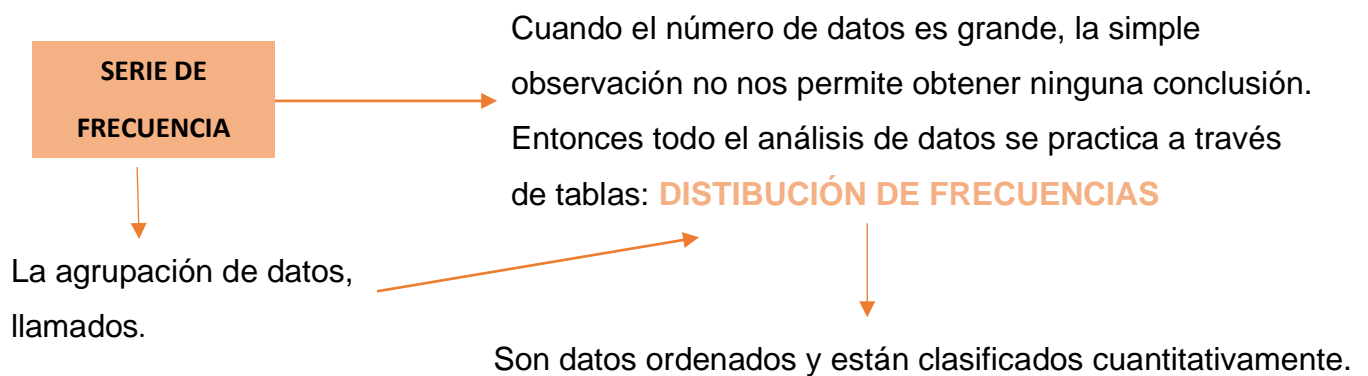 SERIE DE
FRECUENCIA
Cuando el número de datos es grande, la simple
observación no nos permite obtener ninguna conclusión.
Entonces todo el análisis de datos se practica a través
de tablas: DISTIBUCIÓN DE FRECUENCIAS
La agrupación de datos,
llamados.
Son datos ordenados y están clasificados cuantitativamente.